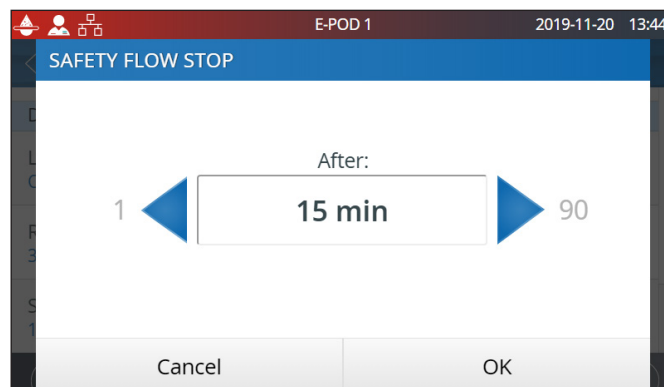 E-POD 1 2019-11-20 13:44
SAFETY FLOW STOP
After:
1 15 min 90
Cancel OK